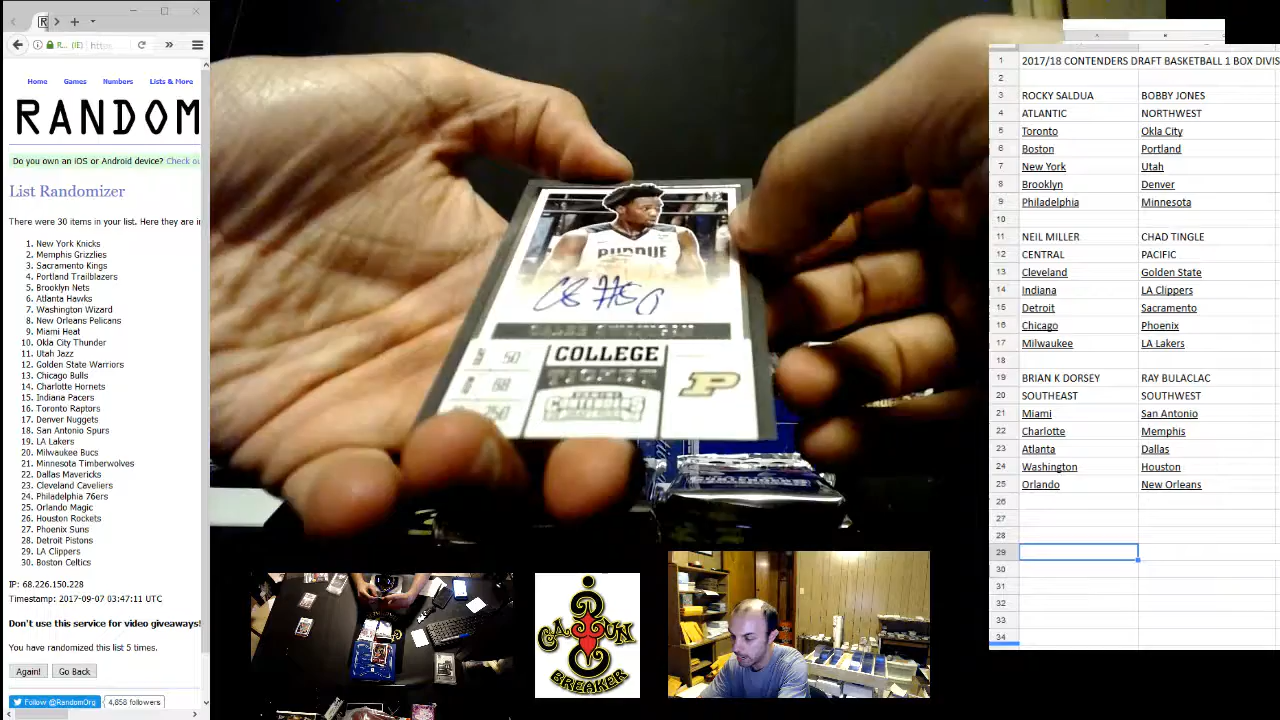 R... (IE)
https
Home Games Numbers Lists & More
RANDOM
Do you own an iOS or Android device? Check ou
List Randomizer
There were 30 items in your list. Here they are i
1. New York Knicks
2. Memphis Grizzlies
3. Sacramento Kings
4. Portland Trailblazers
5. Brooklyn Nets
6. Atlanta Hawks
7. Washington Wizard
8. New Orleans Pelicans
9. Miami Heat
10. Okla City Thunder
11. Utah Jazz
12. Golden State Warriors
13. Chicago Bulls
14. Charlotte Hornets
15. Indiana Pacers
16. Toronto Raptors
17. Denver Nuggets
18. San Antonio Spurs
19. LA Lakers
20. Milwaukee Bucks
21. Minnesota Timberwolves
22. Dallas Mavericks
23. Cleveland Caveliers
24. Philadelphia 76ers
25. Orlando Magic
26. Houston Rockets
27. Phoenix Suns
28. Detroit Pistons
29. LA Clippers
30. Boston Celtics
IP: 68.226.150.228
Timestamp: 2017-09-07 03:47:11 UTC
Don't use this service for video giveaways!
You have randomized this list 5 times.
Again! Go Back
Follow @RandomOrg 4,858 followers
PURDUE
COLLEGE
TICKET
50
88
250
P
CONTENDERS
CAJUN
BREAKER
A B
1 2017/18 CONTENDERS DRAFT BASKETBALL 1 BOX DIVIS
2
3 ROCKY SALDUA BOBBY JONES
4 ATLANTIC NORTHWEST
5 Toronto Okla City
6 Boston Portland
7 New York Utah
8 Brooklyn Denver
9 Philadelphia Minnesota
10
11 NEIL MILLER CHAD TINGLE
12 CENTRAL PACIFIC
13 Cleveland Golden State
14 Indiana LA Clippers
15 Detroit Sacramento
16 Chicago Phoenix
17 Milwaukee LA Lakers
18
19 BRIAN K DORSEY RAY BULACLAC
20 SOUTHEAST SOUTHWEST
21 Miami San Antonio
22 Charlotte Memphis
23 Atlanta Dallas
24 Washington Houston
25 Orlando New Orleans
26
27
28
29
30
31
32
33
34